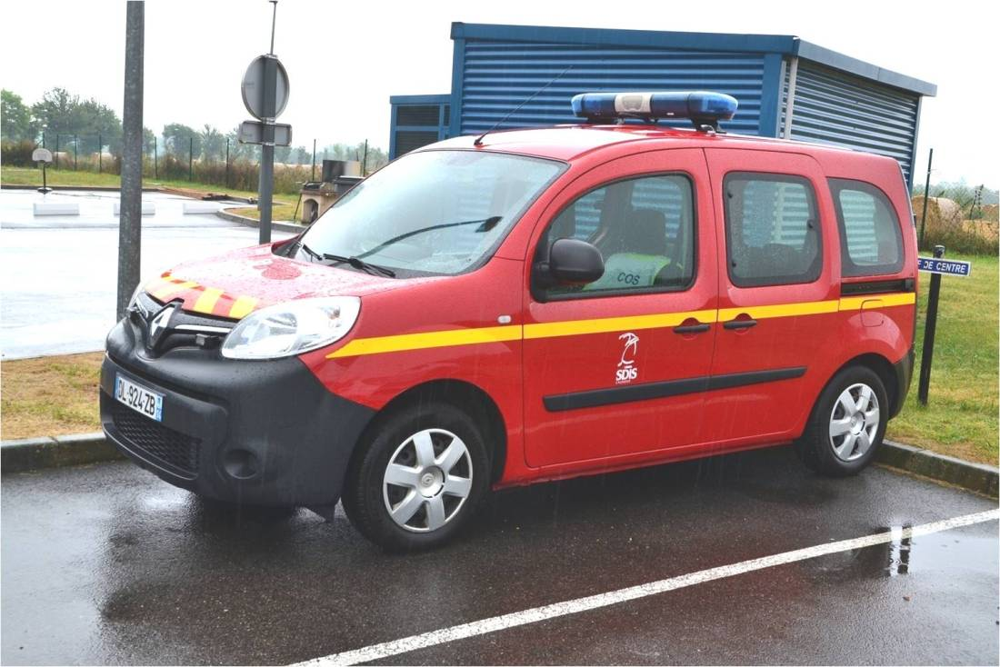 COS
F DE CENTRE
SDIS
DL-924-ZB